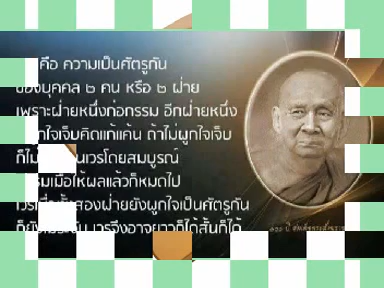 คือ ความเป็นศัตรูกัน
ของบุคคล ๒ คน หรือ ๒ ฝ่าย
เพราะฝ่ายหนึ่งก่อกรรม อีกฝ่ายหนึ่ง
ผูกใจเจ็บคิดแก้แค้น ถ้าไม่ผูกใจเจ็บ
ก็ไม่ เวรโดยสมบูรณ์
เมื่อให้ผลแล้วก็หมดไป
สองฝ่ายยังผูกใจเป็นศัตรูกัน
ก็ยัง เวรจึงอาจยาวก็ได้สั้นก็ได้